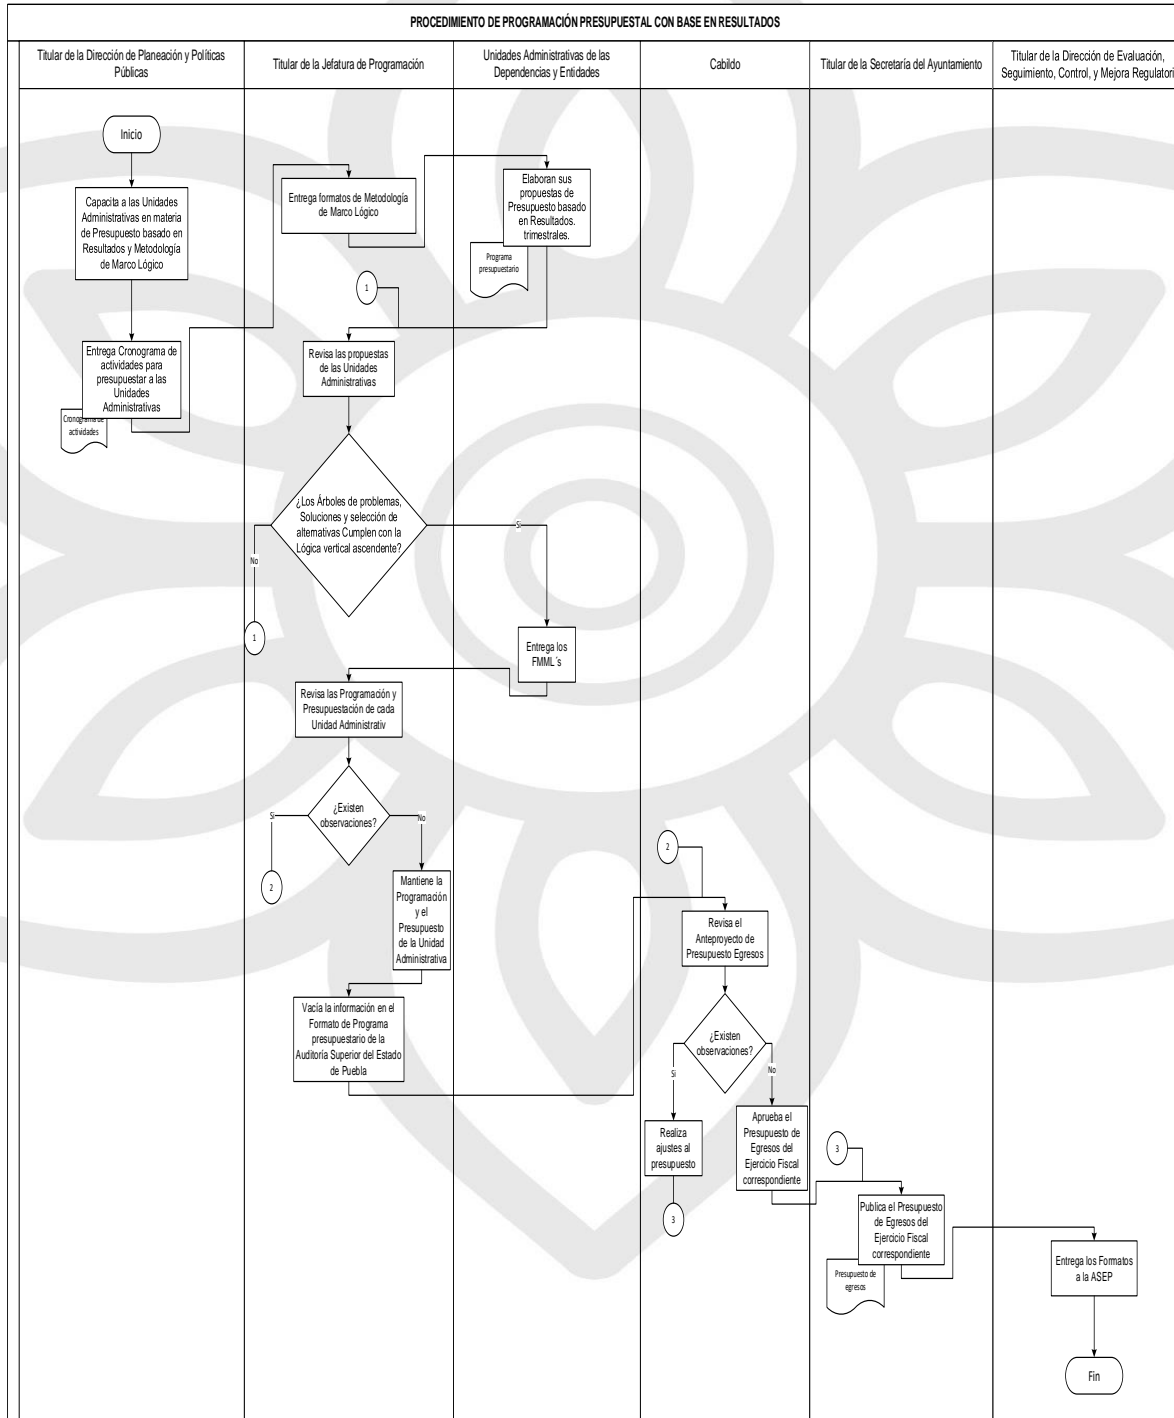 PROCEDIMIENTO DE PROGRAMACIÓN PRESUPUESTAL CON BASE EN RESULTADOS
Titular de la Dirección de Planeación y Políticas
Públicas
Titular de la Jefatura de Programación
Unidades Administrativas de las
Dependencias y Entidades
Cabildo
Titular de la Secretaría del Ayuntamiento
Titular de la Dirección de Evaluación,
Seguimiento, Control, y Mejora Regulatori
Inicio
Capacita a las Unidades
Administrativas en materia
de Presupuesto basado en
Resultados y Metodología
de Marco Lógico
Entrega Cronograma de
actividades para
presupuestar a las
Unidades
Administrativas
Cronograma de
actividades
Entrega formatos de Metodología
de Marco Lógico
Elaboran sus
propuestas de
Presupuesto basado
en Resultados.
trimestrales.
Programa
presupuestario
1
Revisa las propuestas
de las Unidades
Administrativas
¿Los Árboles de problemas,
Soluciones y selección de
alternativas Cumplen con la
Lógica vertical ascendente?
No
1
Si
Entrega los
FMML´s
Revisa las Programación y
Presupuestación de cada
Unidad Administrativ
¿Existen
observaciones?
Si
No
2
Mantiene la
Programación
y el
Presupuesto
de la Unidad
Administrativa
Vacía la información en el
Formato de Programa
presupuestario de la
Auditoría Superior del Estado
de Puebla
2
Revisa el
Anteproyecto de
Presupuesto Egresos
¿Existen
observaciones?
Si
No
Realiza
ajustes al
presupuesto
3
Aprueba el
Presupuesto de
Egresos del
Ejercicio Fiscal
correspondiente
3
Publica el Presupuesto
de Egresos del
Ejercicio Fiscal
correspondiente
Presupuesto de
egresos
Entrega los Formatos
a la ASEP
Fin